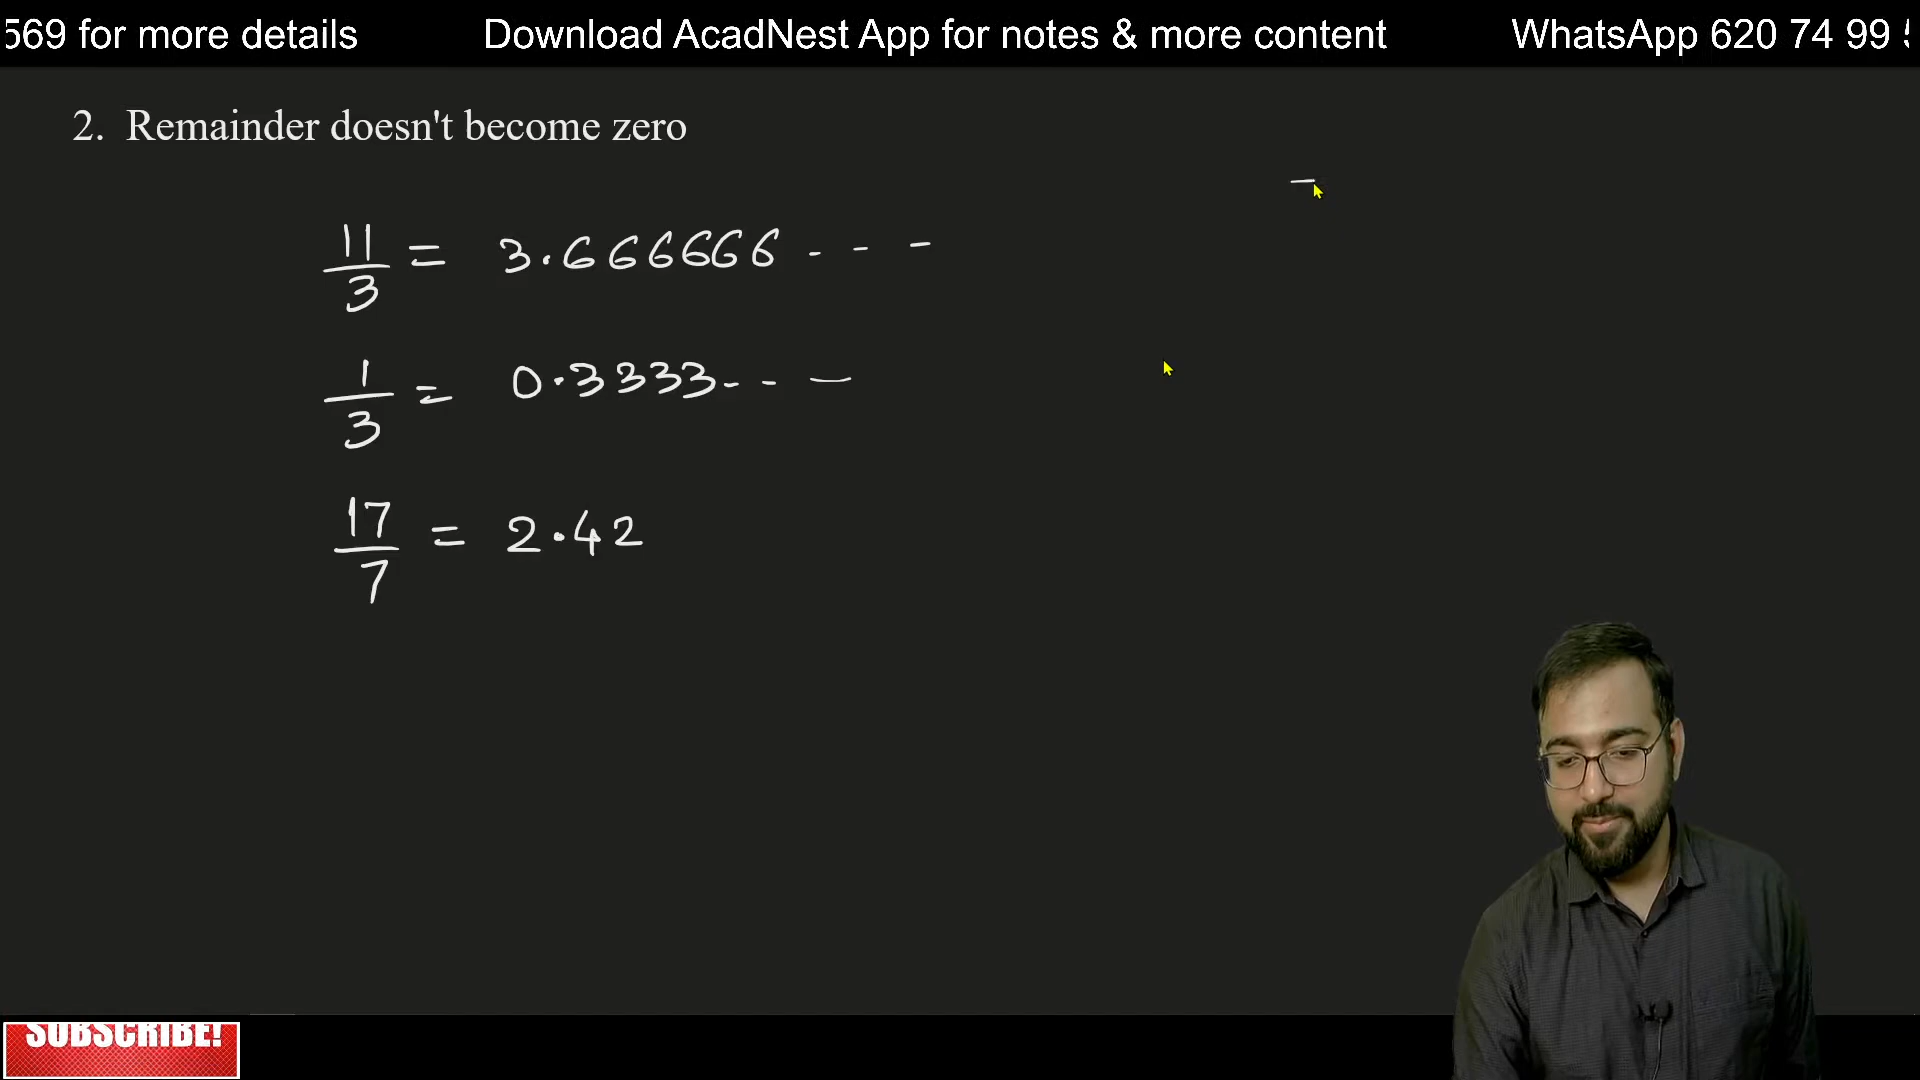 569 for more details Download AcadNest App for notes & more content WhatsApp 620 74 99
2. Remainder doesn't become zero
11/3 = 3.666666 - - -
1/3 = 0.3333- - -
17/7 = 2.42
SUBSCRIBE!